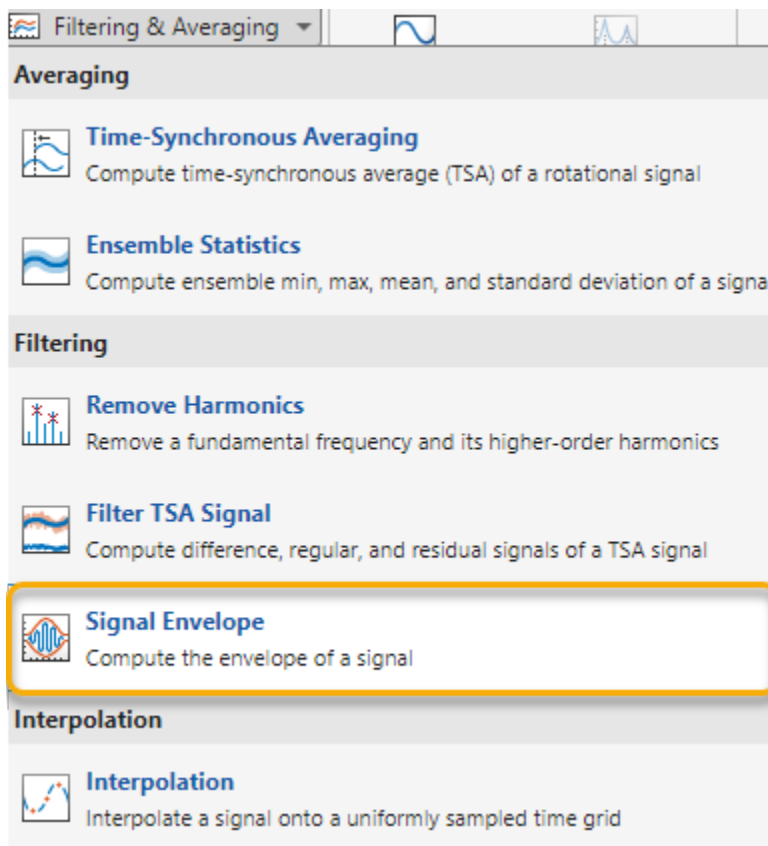 Filtering & Averaging
Averaging
Time-Synchronous Averaging
Compute time-synchronous average (TSA) of a rotational signal
Ensemble Statistics
Compute ensemble min, max, mean, and standard deviation of a signa
Filtering
Remove Harmonics
Remove a fundamental frequency and its higher-order harmonics
Filter TSA Signal
Compute difference, regular, and residual signals of a TSA signal
Signal Envelope
Compute the envelope of a signal
Interpolation
Interpolation
Interpolate a signal onto a uniformly sampled time grid